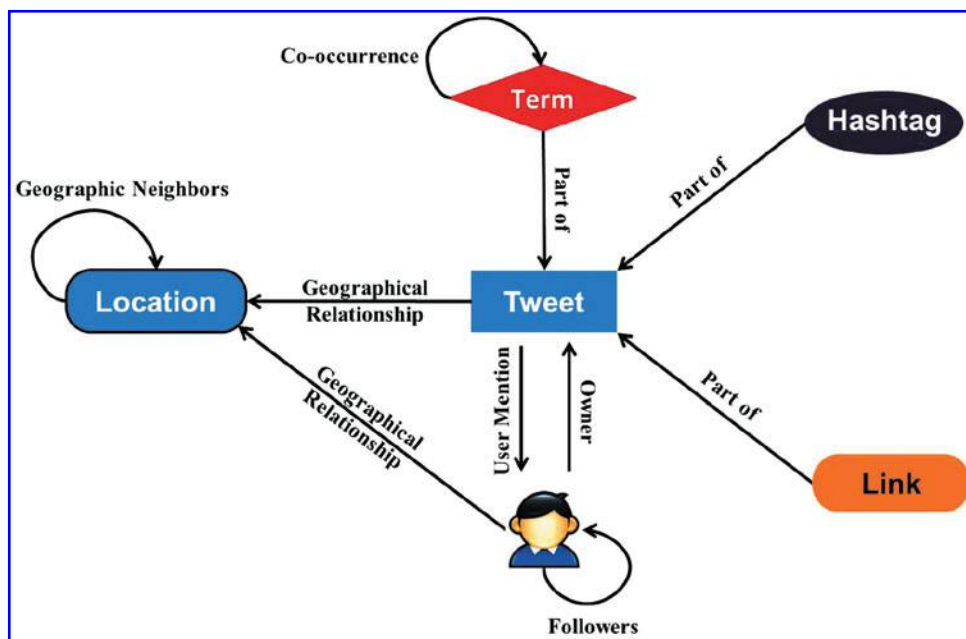 Co-occurrence
Term
Hashtag
Part of
Part of
Geographic Neighbors
Location
Geographical
Relationship
Tweet
Geographical
Relationship
User Mention
Owner
Part of
Link
Followers